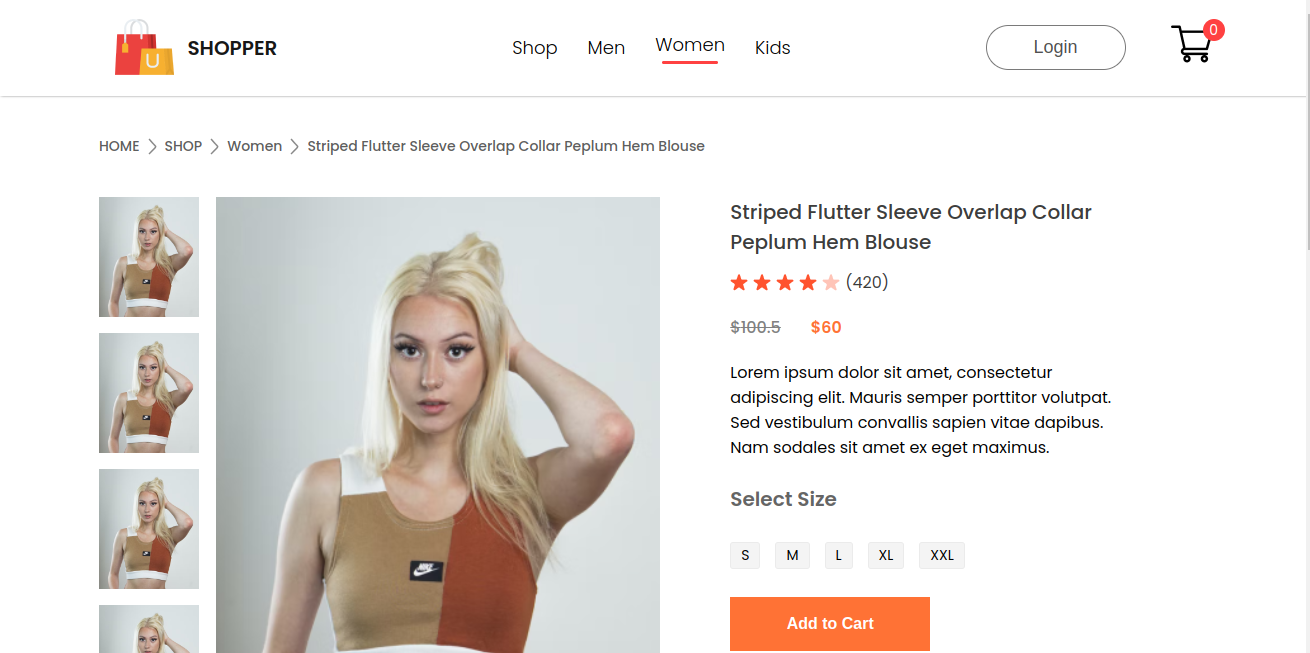 U
SHOPPER
Shop Men Women Kids
Login
0
HOME SHOP Women Striped Flutter Sleeve Overlap Collar Peplum Hem Blouse
Striped Flutter Sleeve Overlap Collar
Peplum Hem Blouse
(420)
$100.5 $60
Lorem ipsum dolor sit amet, consectetur
adipiscing elit. Mauris semper porttitor volutpat.
Sed vestibulum convallis sapien vitae dapibus.
Nam sodales sit amet ex eget maximus.
Select Size
S M L XL XXL
Add to Cart
NIKE